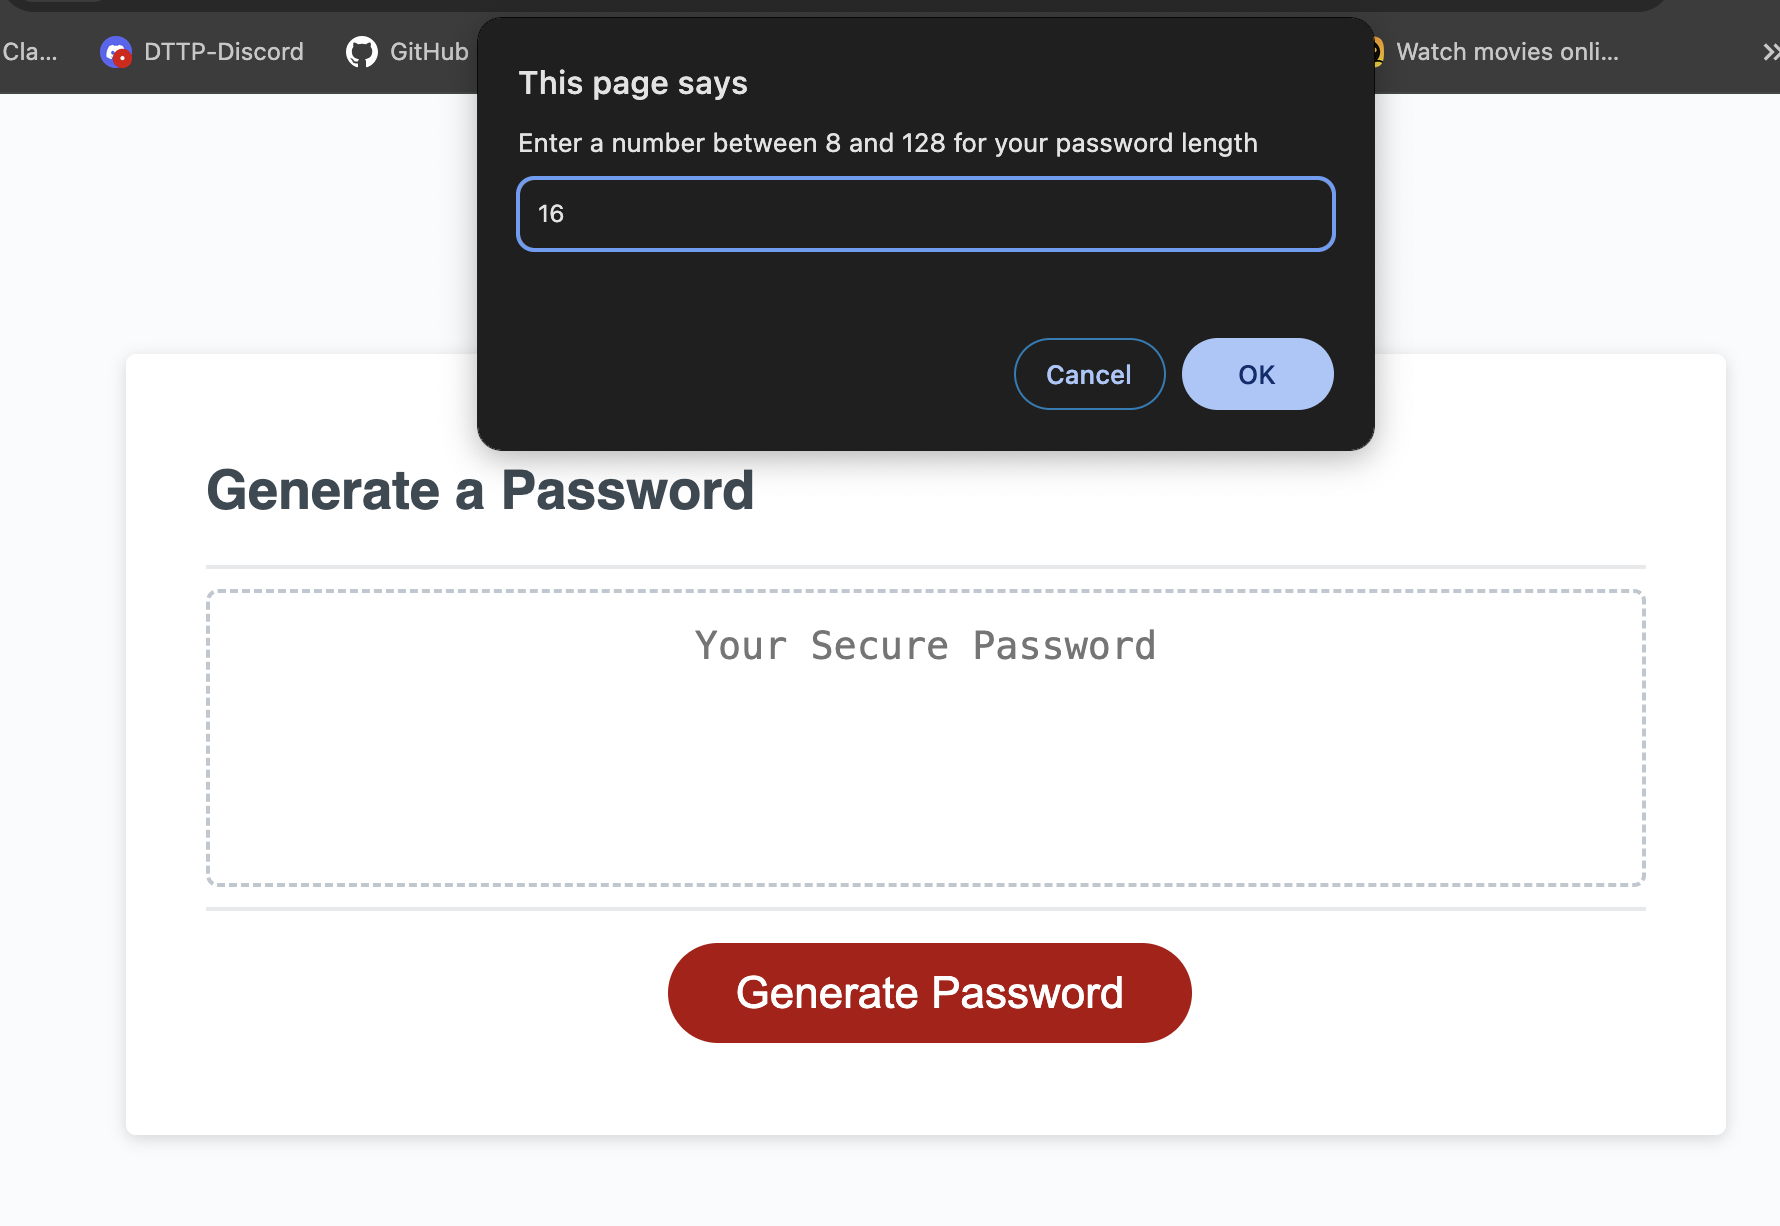 Cla... DTTP-Discord GitHub Watch movies onli...
This page says
Enter a number between 8 and 128 for your password length
16
Cancel OK
Generate a Password
Your Secure Password
Generate Password